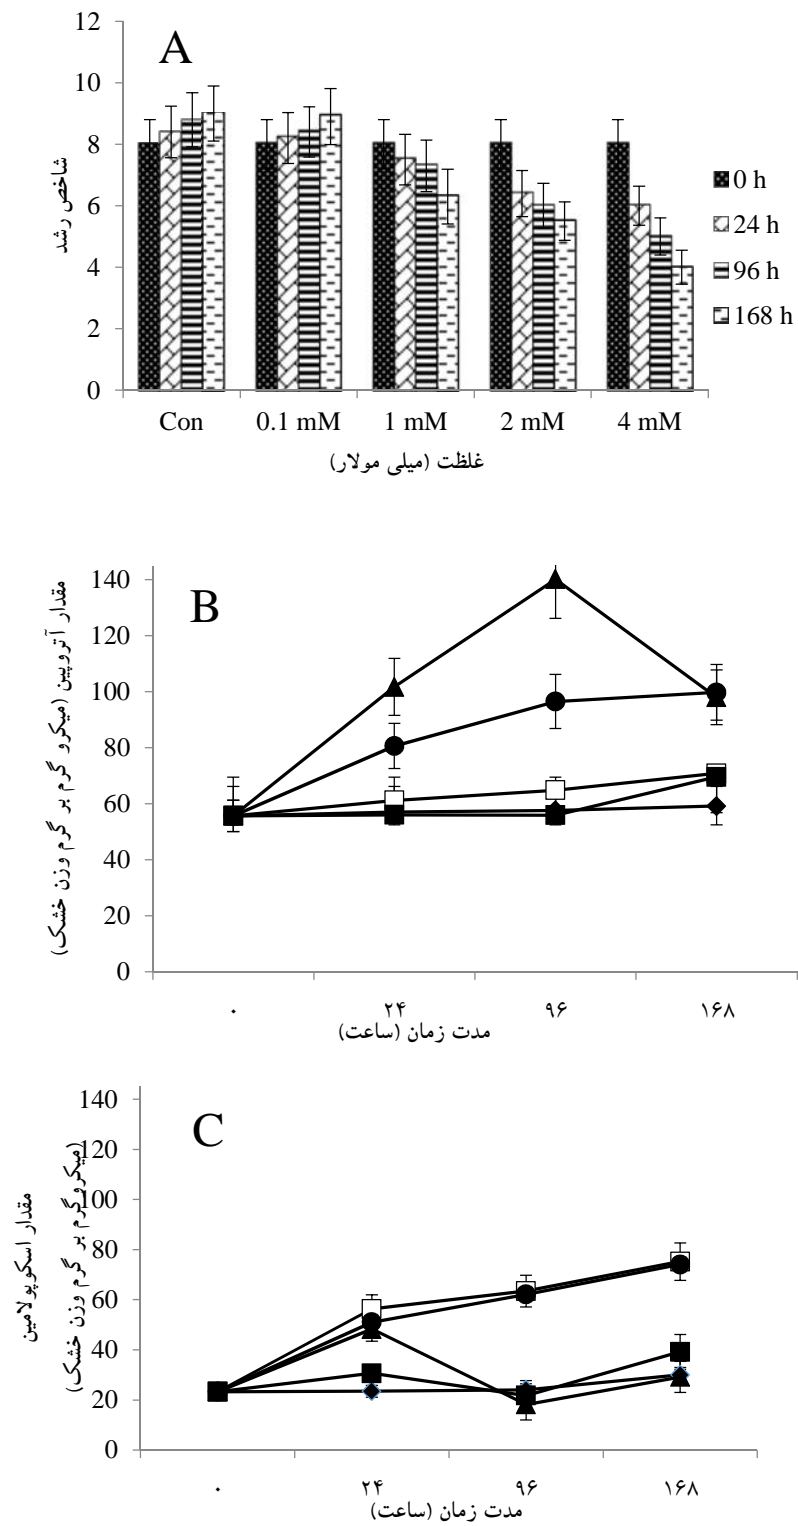 A
12
10
8
6
4
2
0
شاخص رشد
0 h
24 h
96 h
168 h
Con 0.1 mM 1 mM 2 mM 4 mM
غلظت (میلی مولار)
B
مقدار آتروپین (میکرو گرم بر گرم وزن خشک)
140
120
100
80
60
40
20
0
۰ ۲۴ ۹۶ ۱۶۸
مدت زمان (ساعت)
C
مقدار اسکوپولامین
(میکروگرم بر گرم وزن خشک)
140
120
100
80
60
40
20
0
۰ ۲۴ ۹۶ ۱۶۸
مدت زمان (ساعت)